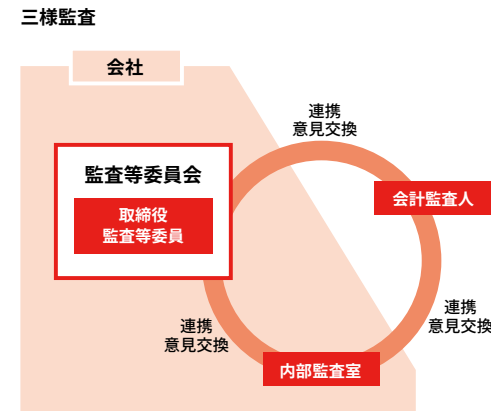 三様監査
会社
連携
意見交換
監査等委員会
取締役
監査等委員
会計監査人
連携
意見交換
連携
意見交換
内部監査室